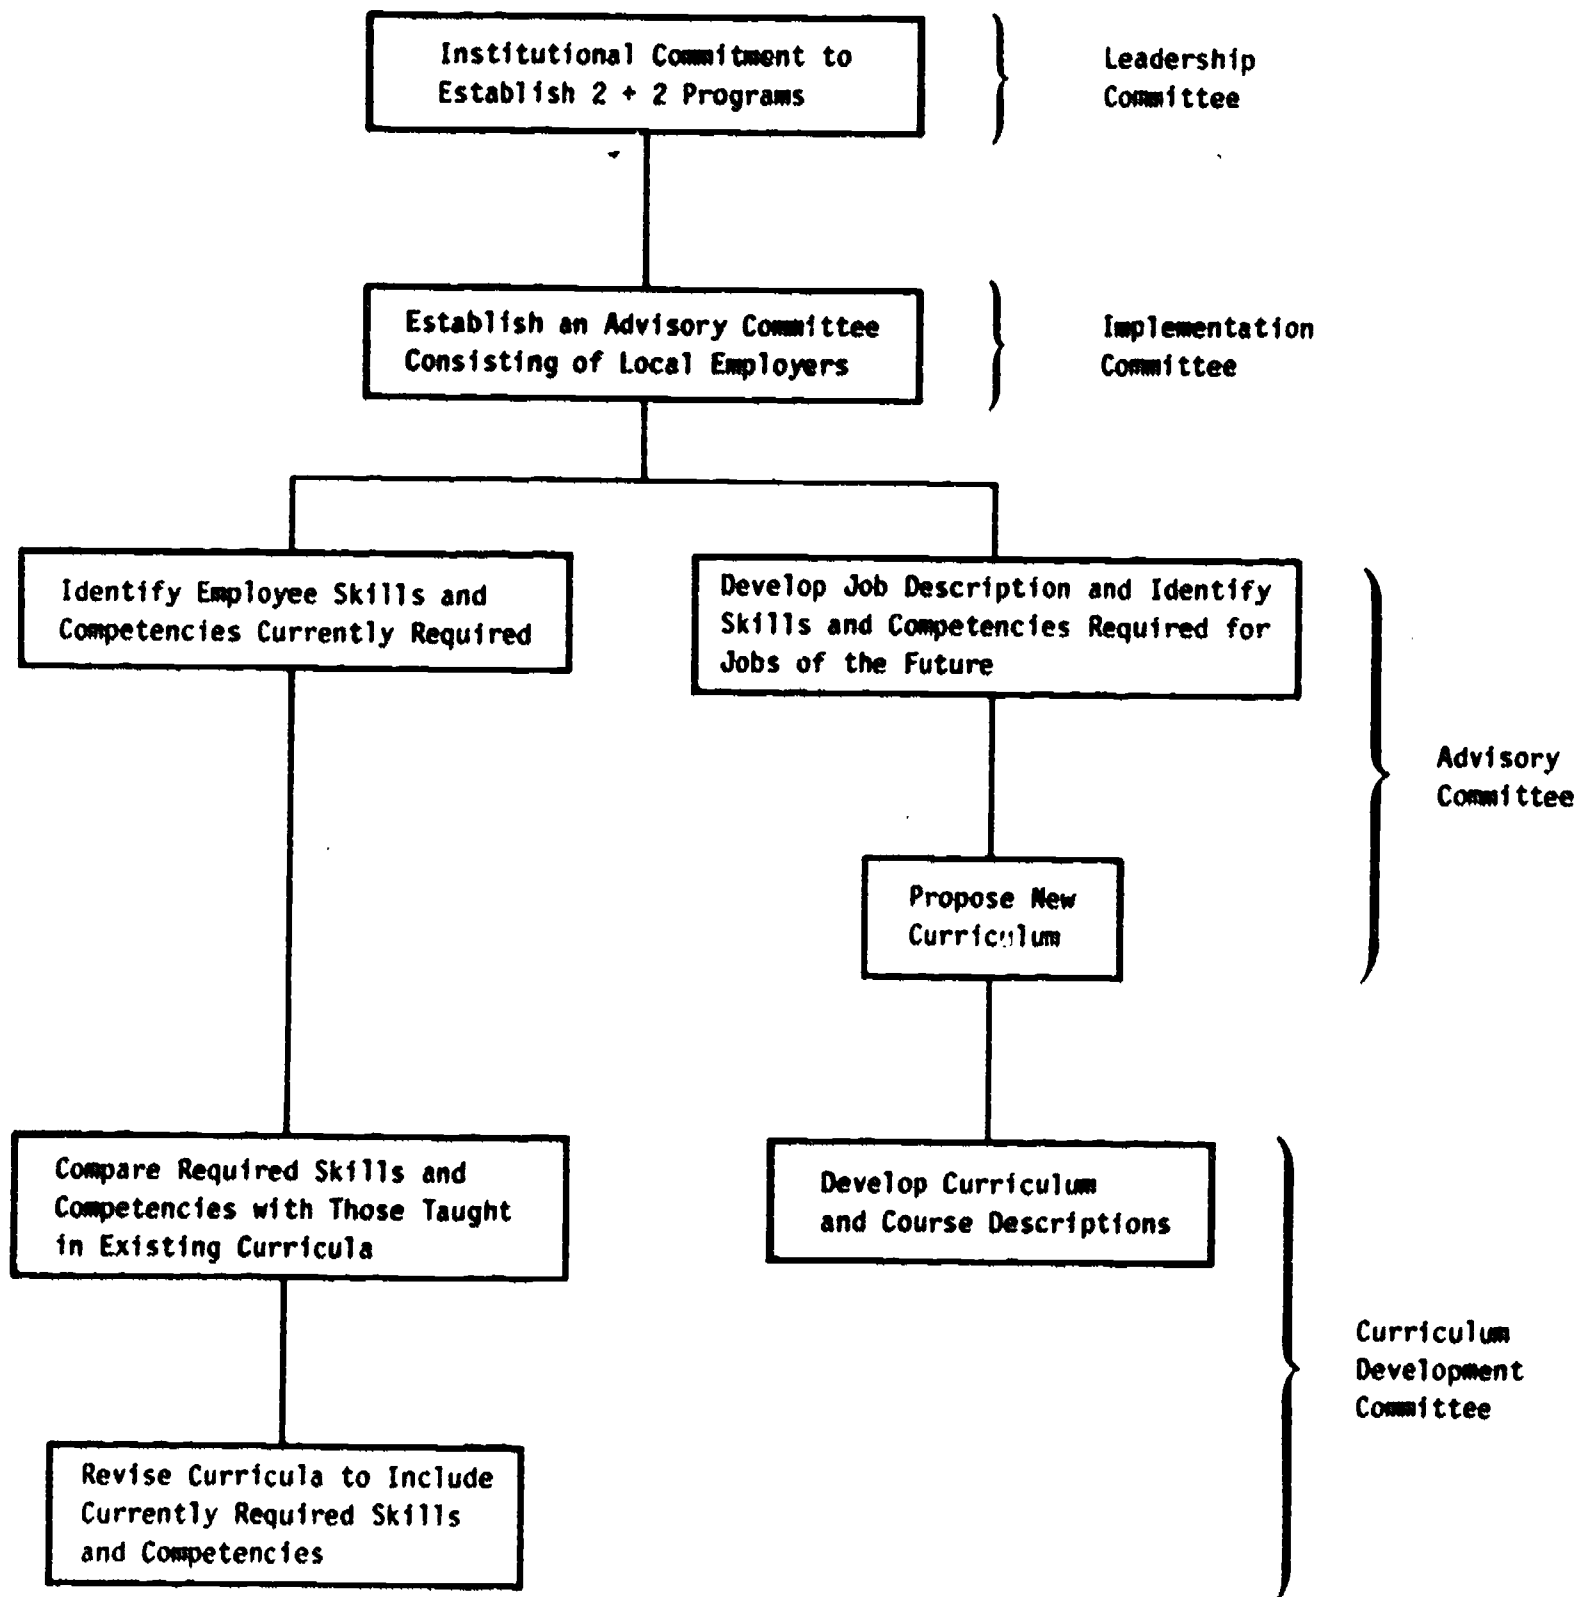 Institutional Commitment to
Establish 2 + 2 Programs
Leadership
Committee
Establish an Advisory Committee
Consisting of Local Employers
Implementation
Committee
Identify Employee Skills and
Competencies Currently Required
Develop Job Description and Identify
Skills and Competencies Required for
Jobs of the Future
Advisory
Committee
Propose New
Curriculum
Compare Required Skills and
Competencies with Those Taught
in Existing Curricula
Develop Curriculum
and Course Descriptions
Curriculum
Development
Committee
Revise Curricula to Include
Currently Required Skills
and Competencies